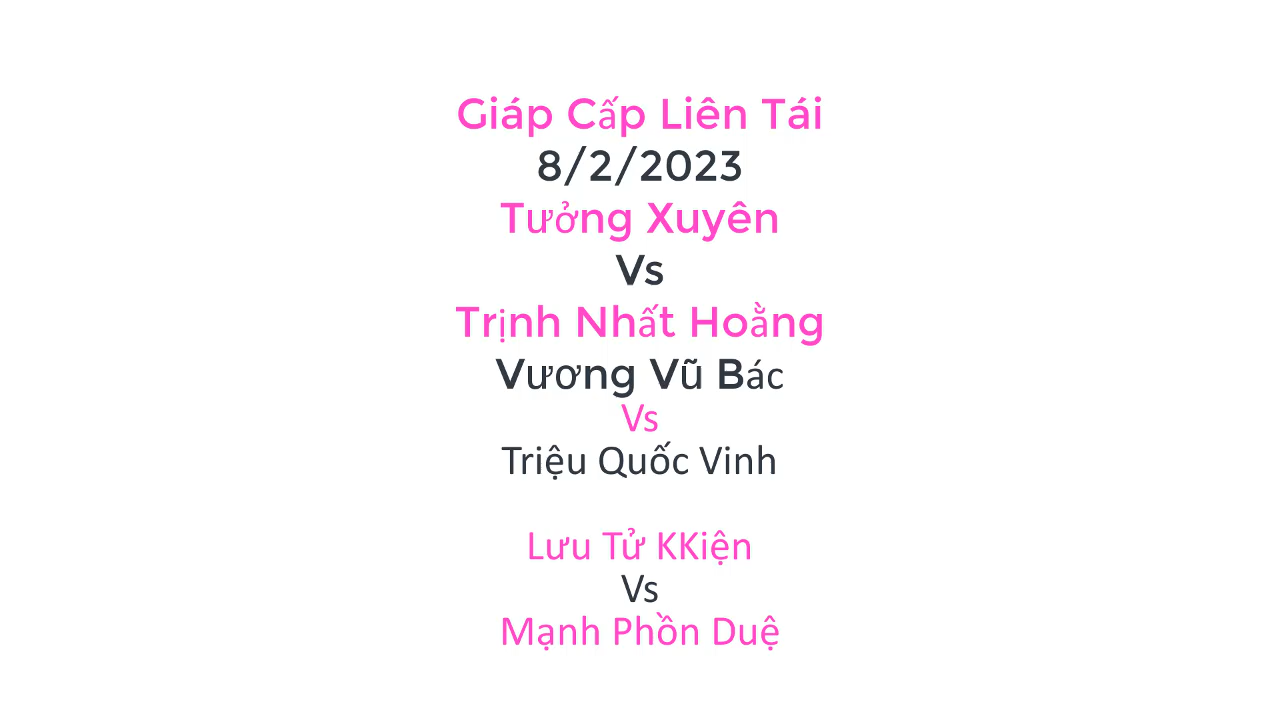 Giáp Cấp Liên Tái
8/2/2023
Tưởng Xuyên
Vs
Trịnh Nhất Hoằng
Vương Vũ Bác
Vs
Triệu Quốc Vinh
Lưu Tử KKiện
Vs
Mạnh Phồn Duệ